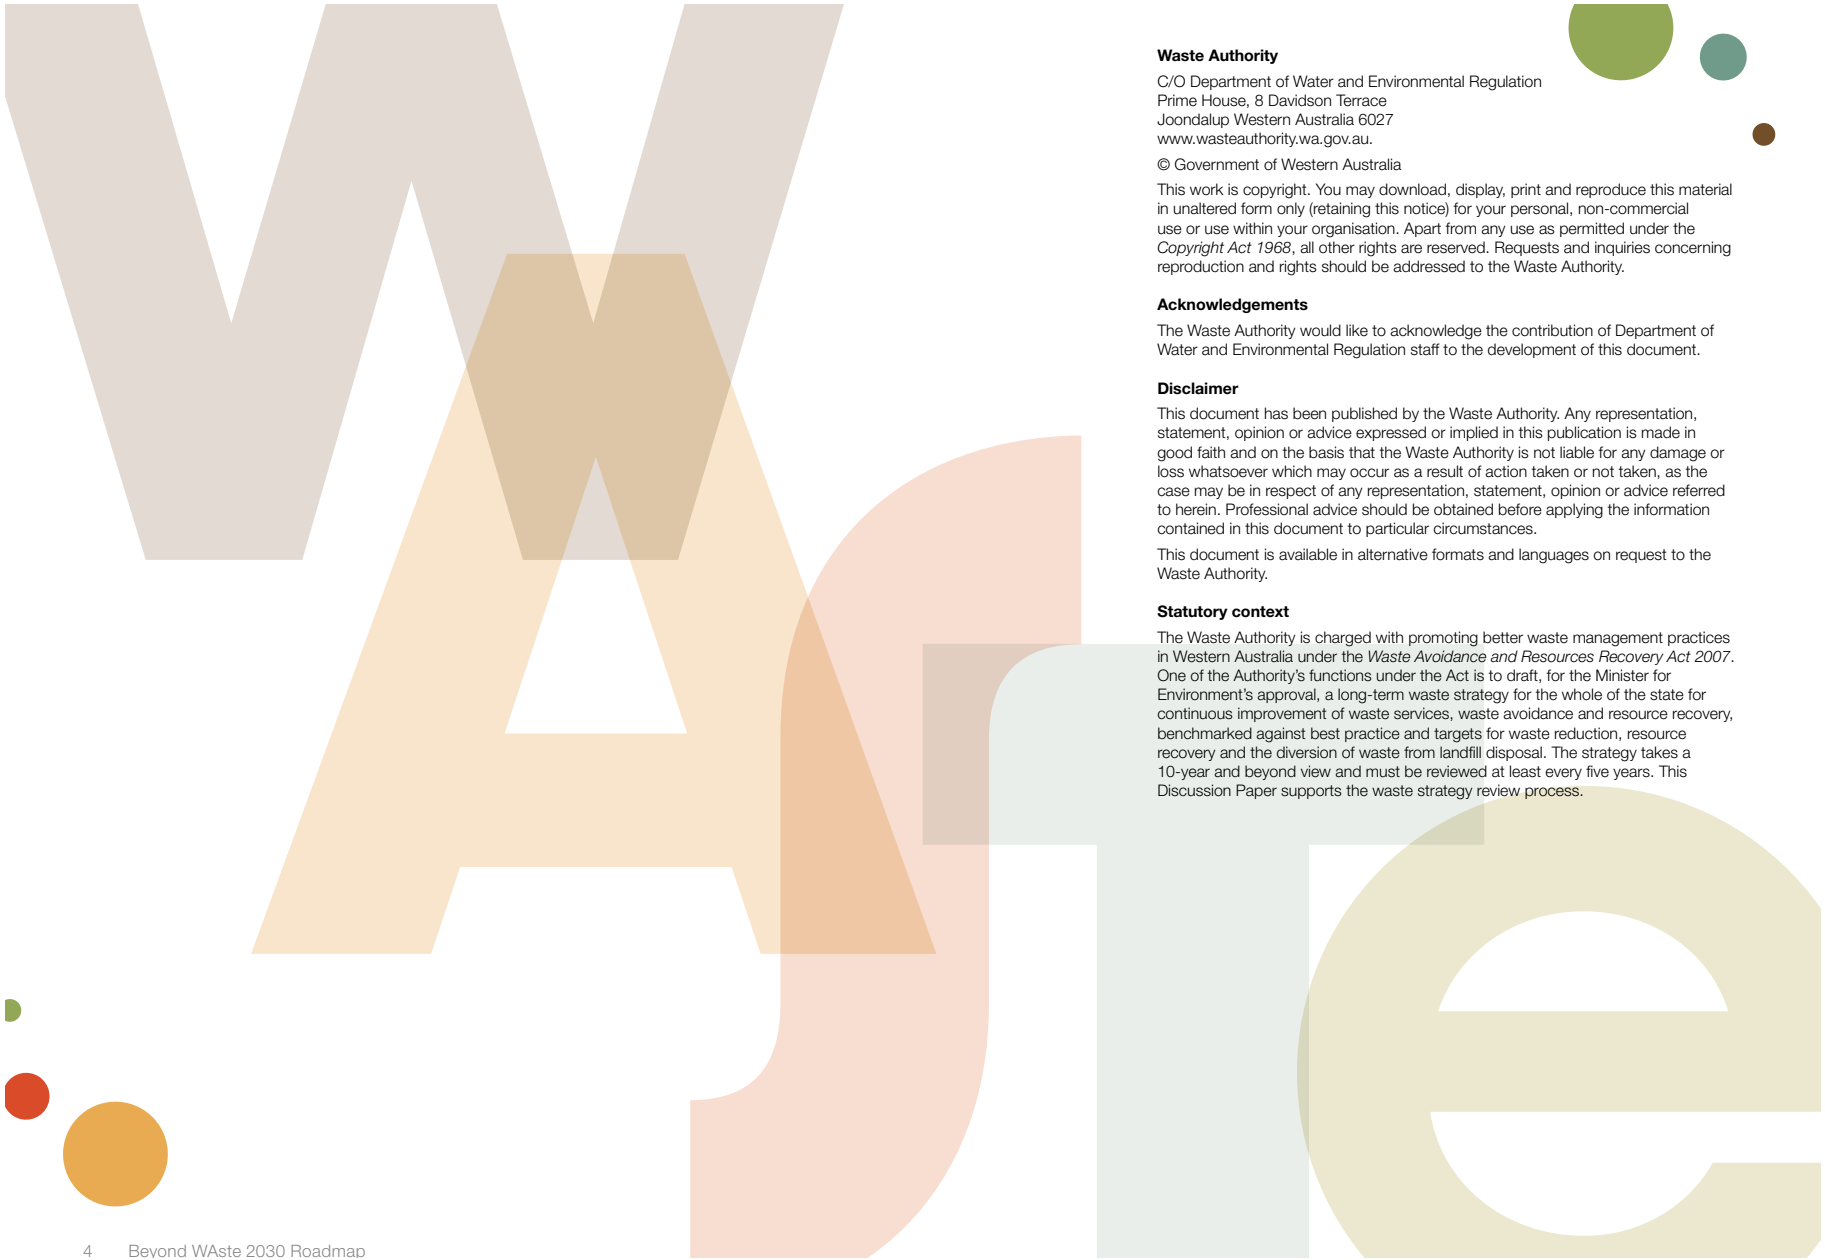 WASTe
Waste Authority
C/O Department of Water and Environmental Regulation
Prime House, 8 Davidson Terrace
Joondalup Western Australia 6027
www.wasteauthority.wa.gov.au.
© Government of Western Australia
This work is copyright. You may download, display, print and reproduce this material
in unaltered form only (retaining this notice) for your personal, non-commercial
use or use within your organisation. Apart from any use as permitted under the
Copyright Act 1968, all other rights are reserved. Requests and inquiries concerning
reproduction and rights should be addressed to the Waste Authority.
Acknowledgements
The Waste Authority would like to acknowledge the contribution of Department of
Water and Environmental Regulation staff to the development of this document.
Disclaimer
This document has been published by the Waste Authority. Any representation,
statement, opinion or advice expressed or implied in this publication is made in
good faith and on the basis that the Waste Authority is not liable for any damage or
loss whatsoever which may occur as a result of action taken or not taken, as the
case may be in respect of any representation, statement, opinion or advice referred
to herein. Professional advice should be obtained before applying the information
contained in this document to particular circumstances.
This document is available in alternative formats and languages on request to the
Waste Authority.
Statutory context
The Waste Authority is charged with promoting better waste management practices
in Western Australia under the Waste Avoidance and Resources Recovery Act 2007.
One of the Authority's functions under the Act is to draft, for the Minister for
Environment's approval, a long-term waste strategy for the whole of the state for
continuous improvement of waste services, waste avoidance and resource recovery,
benchmarked against best practice and targets for waste reduction, resource
recovery and the diversion of waste from landfill disposal. The strategy takes a
10-year and beyond view and must be reviewed at least every five years. This
Discussion Paper supports the waste strategy review process.
4 Beyond WAste 2030 Roadmap